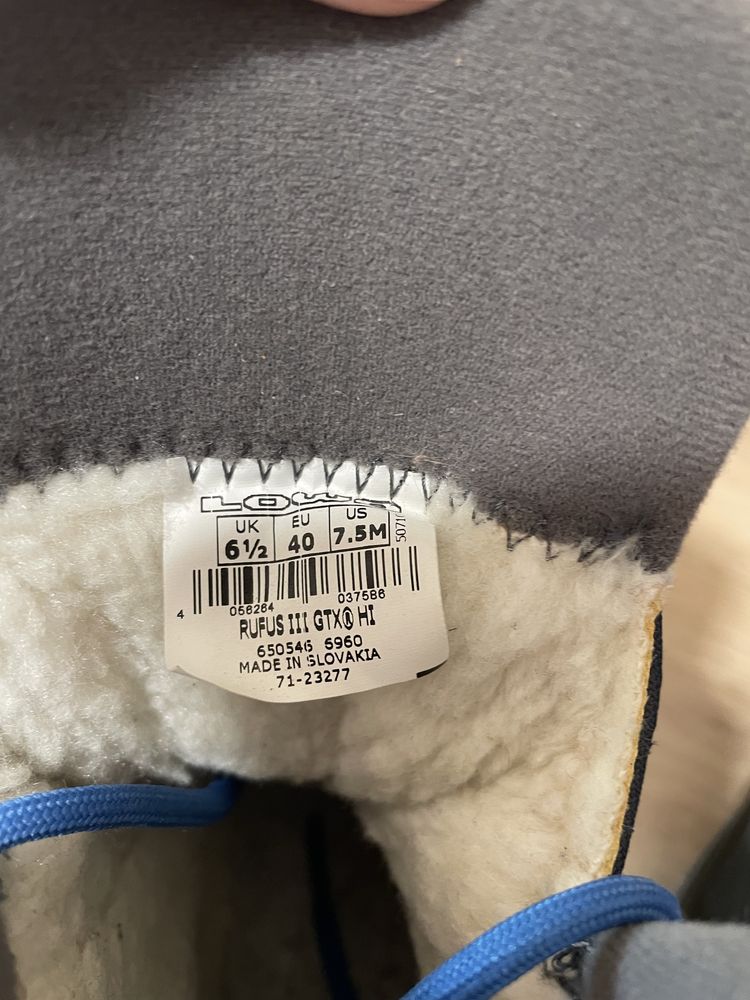 LOWA
UK EU US
6½ 40 7.5M
4 056264 037586
RUFUS III GTX® HI
650546 6960
MADE IN SLOVAKIA
71-23277